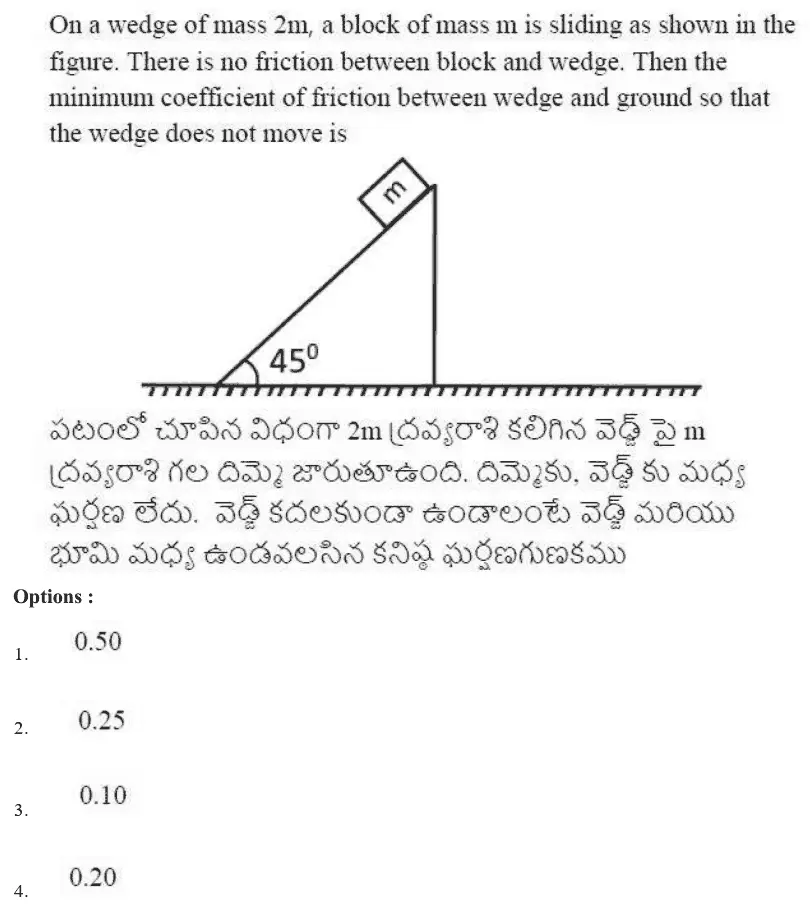 On a wedge of mass 2m, a block of mass m is sliding as shown in the
figure. There is no friction between block and wedge. Then the
minimum coefficient of friction between wedge and ground so that
the wedge does not move is
m
45⁰
పటంలో చూపిన విధంగా 2m ద్రవ్యరాశి కలిగిన వెడ్జ్ పై m
ద్రవ్యరాశి గల దిమ్మె జారుతూఉంది. దిమ్మెకు, వెడ్జ్ కు మధ్య
ఘర్షణ లేదు. వెడ్జ్ కదలకుండా ఉండాలంటే వెడ్జ్ మరియు
భూమి మధ్య ఉండవలసిన కనిష్ఠ ఘర్షణగుణకము
Options :
1. 0.50
2. 0.25
3. 0.10
4. 0.20